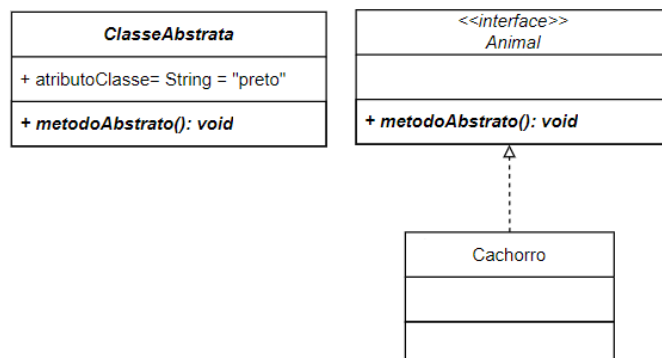 ClasseAbstrata
+ atributoClasse= String = "preto"
+ metodoAbstrato(): void
<<interface>>
Animal
+ metodoAbstrato(): void
Cachorro